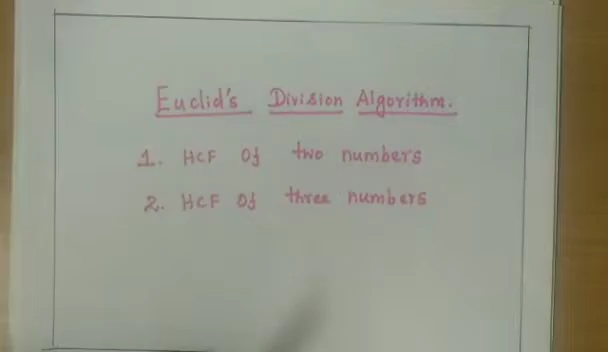 Euclid's Division Algorithm.
1. HCF Of two numbers
2. HCF Of three numbers